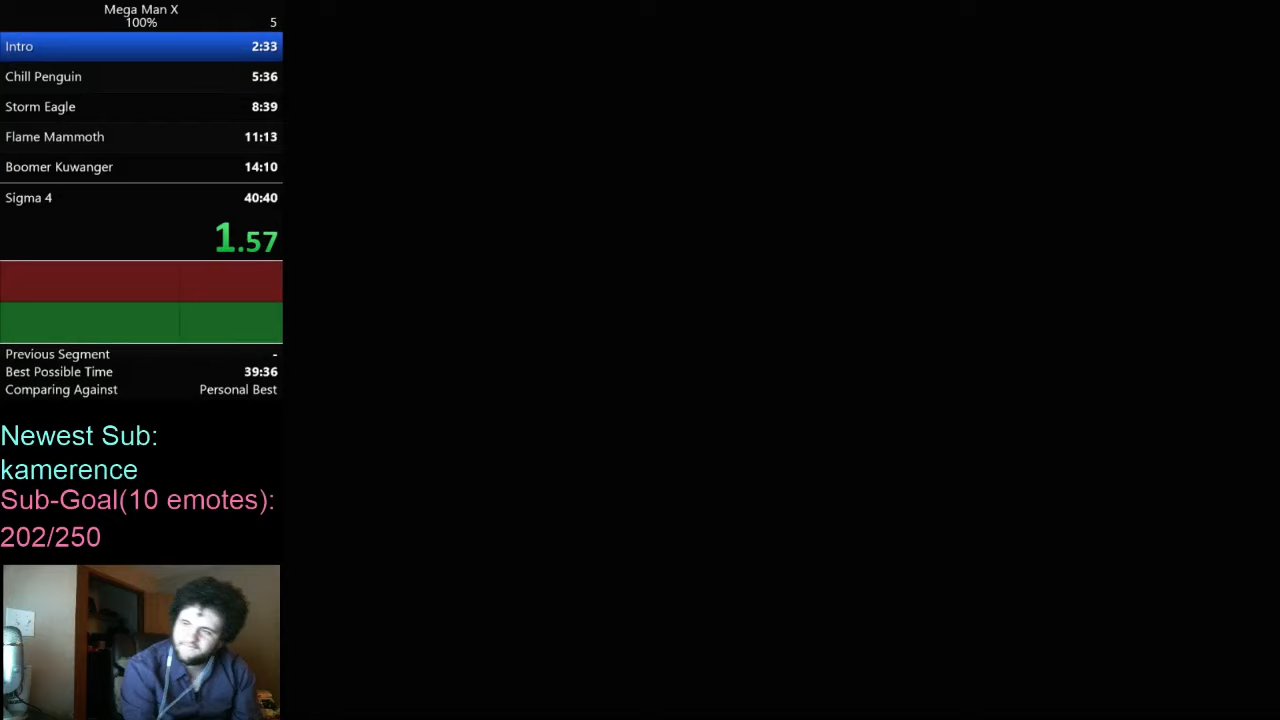 Mega Man X
100% 5
Intro 2:33
Chill Penguin 5:36
Storm Eagle 8:39
Flame Mammoth 11:13
Boomer Kuwanger 14:10
Sigma 4 40:40
1.57
Previous Segment -
Best Possible Time 39:36
Comparing Against Personal Best
Newest Sub:
kamerence
Sub-Goal(10 emotes):
202/250